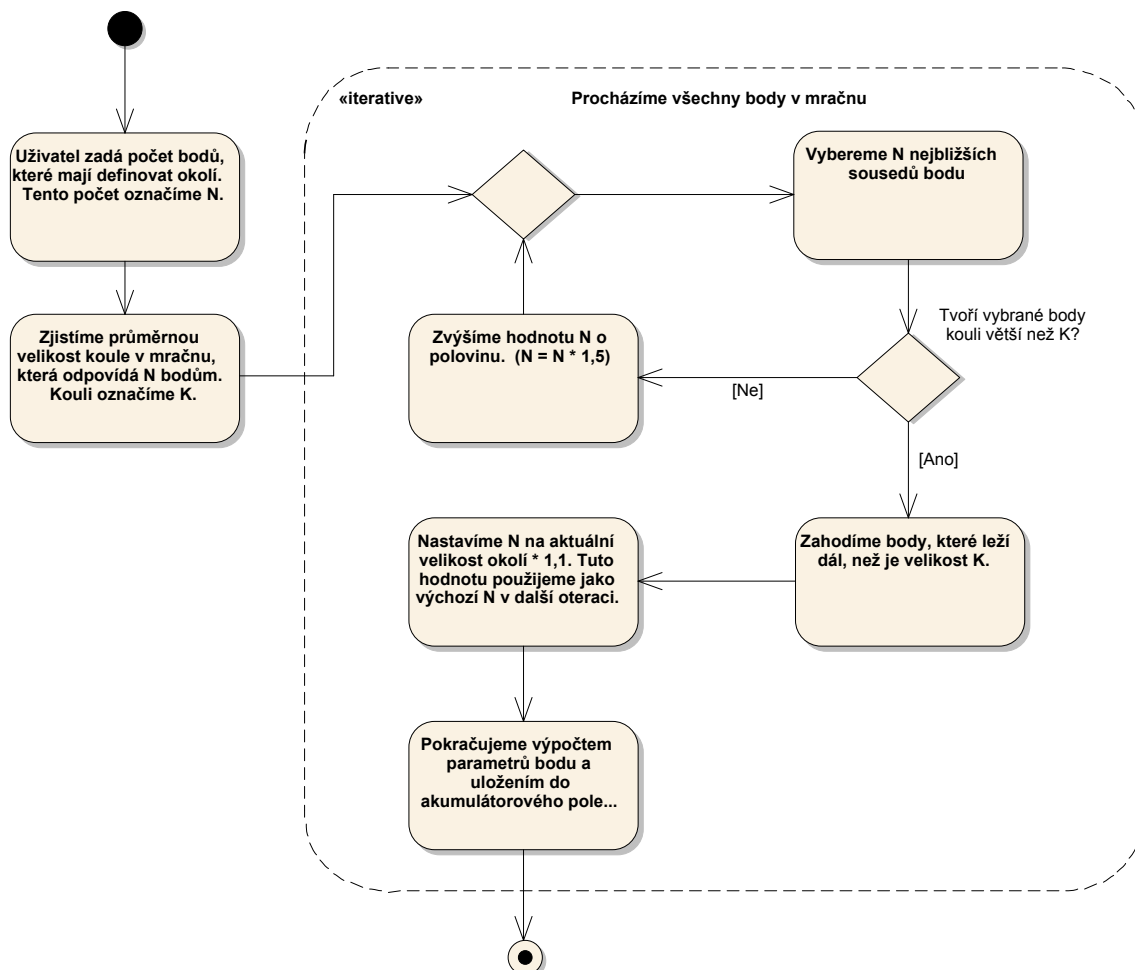 «iterative»
Procházíme všechny body v mračnu
Uživatel zadá počet bodů,
které mají definovat okolí.
Tento počet označíme N.
Vybereme N nejbližších
sousedů bodu
Zjistíme průměrnou
velikost koule v mračnu,
která odpovídá N bodům.
Kouli označíme K.
Zvýšíme hodnotu N o
polovinu.  (N = N * 1,5)
Tvoří vybrané body
kouli větší než K?
[Ne]
[Ano]
Nastavíme N na aktuální
velikost okolí * 1,1. Tuto
hodnotu použijeme jako
výchozí N v další oteraci.
Zahodíme body, které leží
dál, než je velikost K.
Pokračujeme výpočtem
parametrů bodu a
uložením do
akumulátorového pole...